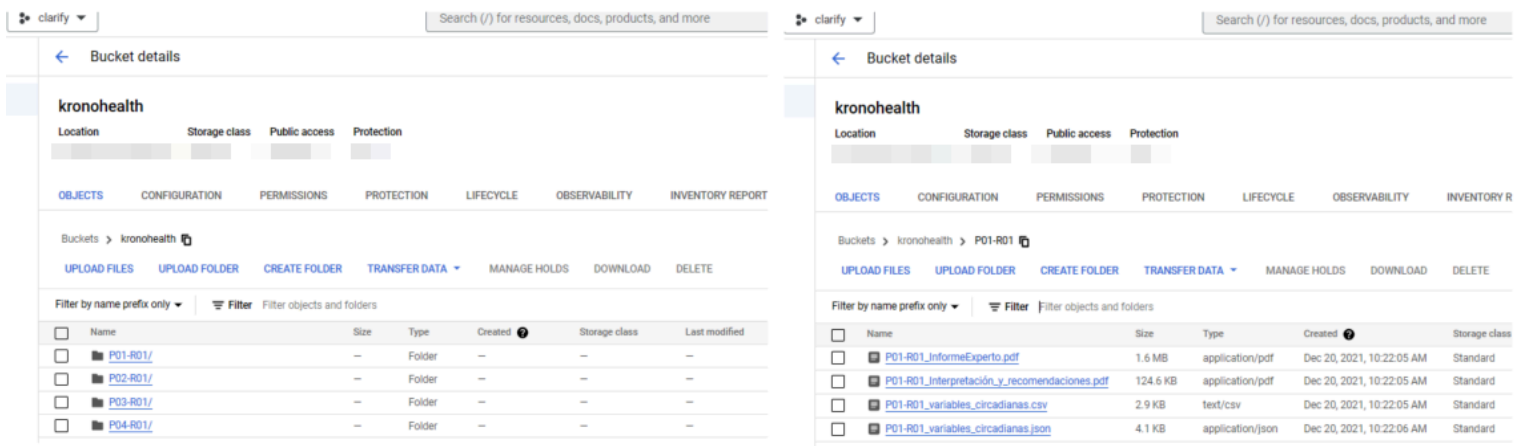 clarify
Search (/) for resources, docs, products, and more
Bucket details
kronohealth
Location Storage class Public access Protection
OBJECTS CONFIGURATION PERMISSIONS PROTECTION LIFECYCLE OBSERVABILITY INVENTORY REPORT
Buckets > kronohealth
UPLOAD FILES UPLOAD FOLDER CREATE FOLDER TRANSFER DATA MANAGE HOLDS DOWNLOAD DELETE
Filter by name prefix only Filter Filter objects and folders
Name Size Type Created Storage class Last modified
P01-R01/ — Folder — — —
P02-R01/ — Folder — — —
P03-R01/ — Folder — — —
P04-R01/ — Folder — — —
clarify
Search (/) for resources, docs, products, and more
Bucket details
kronohealth
Location Storage class Public access Protection
OBJECTS CONFIGURATION PERMISSIONS PROTECTION LIFECYCLE OBSERVABILITY INVENTORY R
Buckets > kronohealth > P01-R01
UPLOAD FILES UPLOAD FOLDER CREATE FOLDER TRANSFER DATA MANAGE HOLDS DOWNLOAD DELETE
Filter by name prefix only Filter Filter objects and folders
Name Size Type Created Storage class
P01-R01_InformeExperto.pdf 1.6 MB application/pdf Dec 20, 2021, 10:22:05 AM Standard
P01-R01_Interpretación_y_recomendaciones.pdf 124.6 KB application/pdf Dec 20, 2021, 10:22:05 AM Standard
P01-R01_variables_circadianas.csv 2.9 KB text/csv Dec 20, 2021, 10:22:05 AM Standard
P01-R01_variables_circadianas.json 4.1 KB application/json Dec 20, 2021, 10:22:06 AM Standard